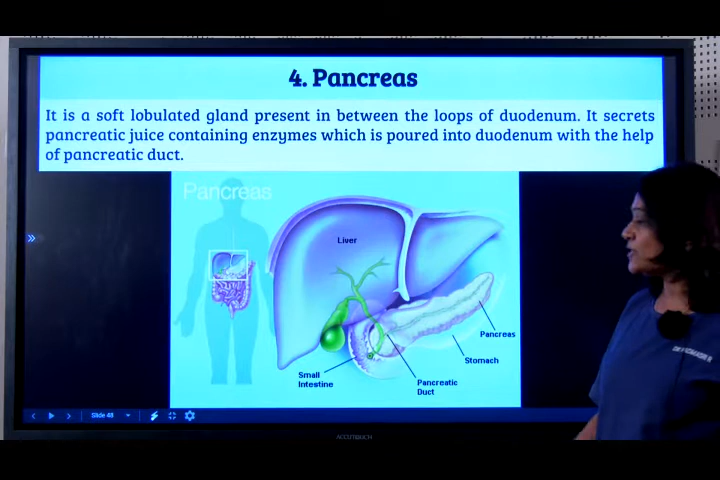 4. Pancreas
It is a soft lobulated gland present in between the loops of duodenum. It secrets
pancreatic juice containing enzymes which is poured into duodenum with the help
of pancreatic duct.
Pancreas
Liver
Pancreas
Stomach
Small
Intestine
Pancreatic
Duct
Slide 48